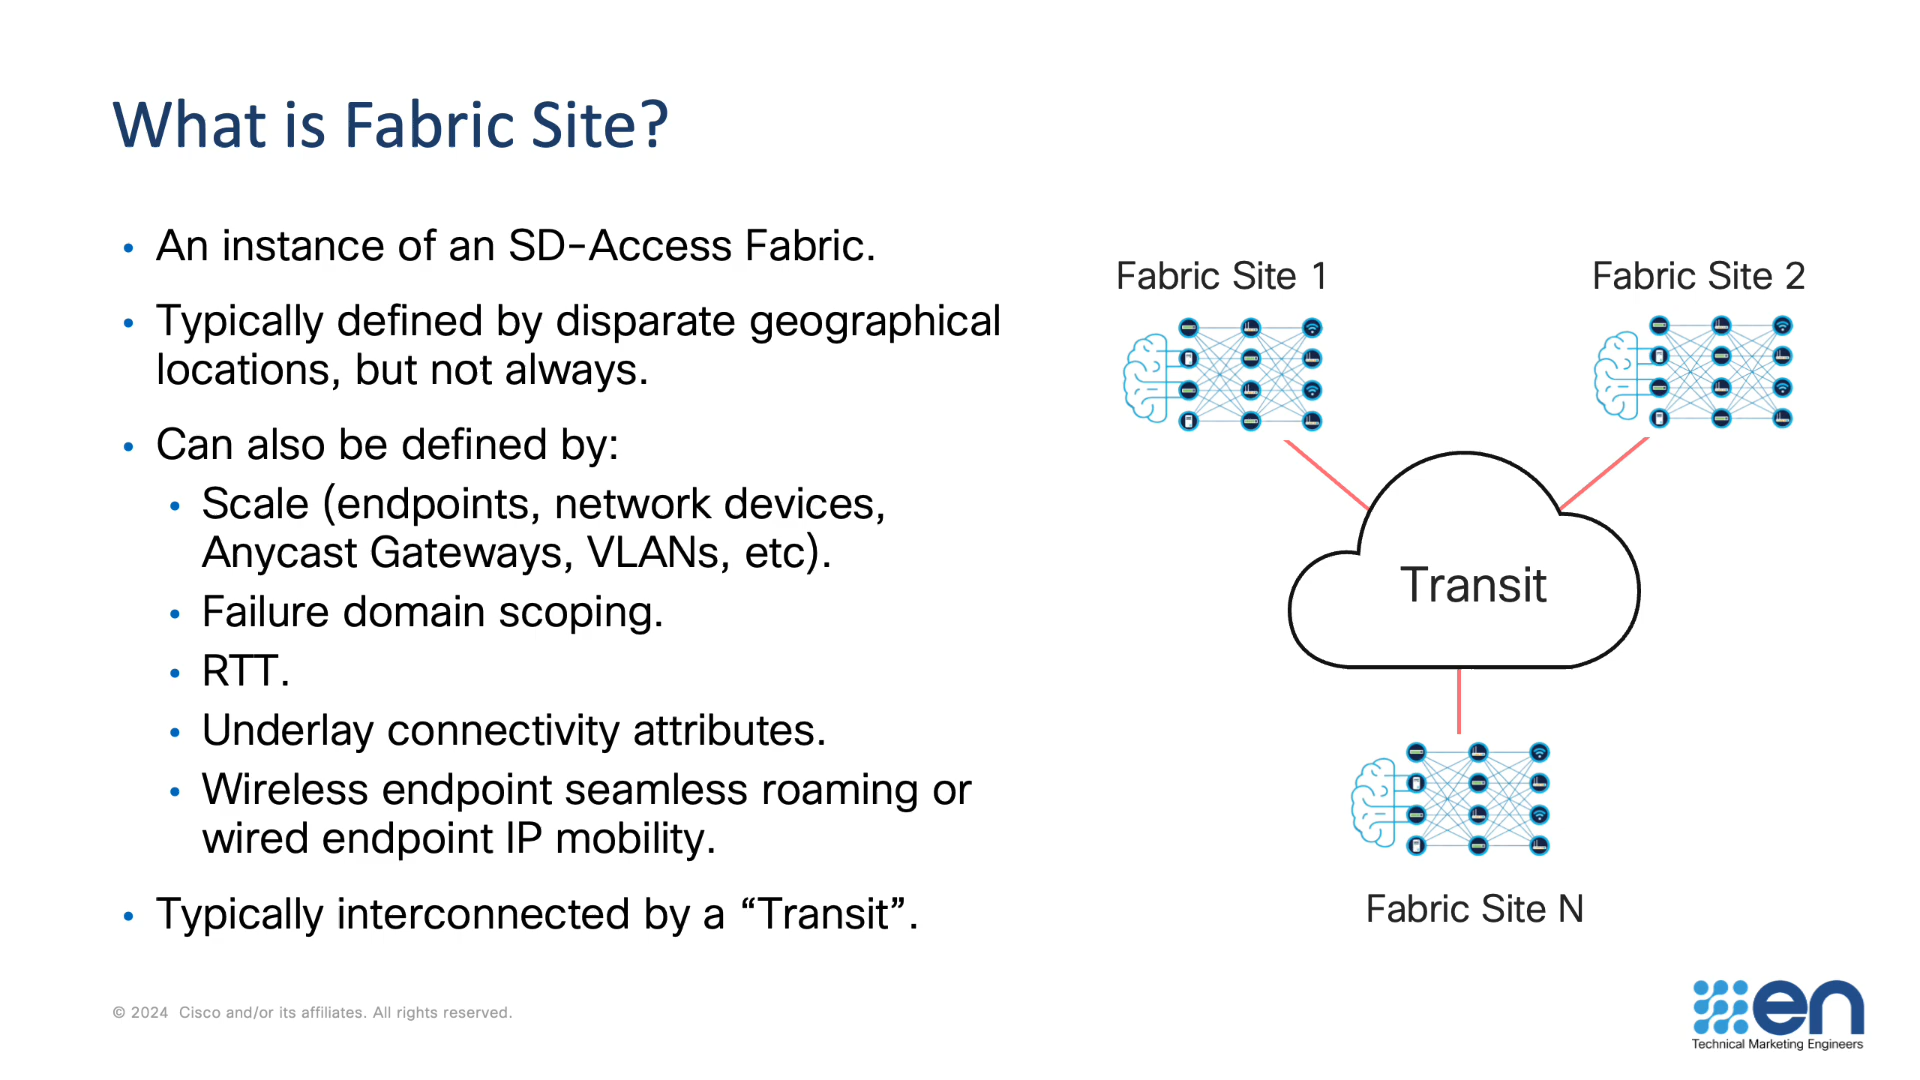 What is Fabric Site?
• An instance of an SD-Access Fabric.
• Typically defined by disparate geographical
locations, but not always.
• Can also be defined by:
• Scale (endpoints, network devices,
Anycast Gateways, VLANs, etc).
• Failure domain scoping.
• RTT.
• Underlay connectivity attributes.
• Wireless endpoint seamless roaming or
wired endpoint IP mobility.
• Typically interconnected by a “Transit”.
Fabric Site 1
Fabric Site 2
Transit
Fabric Site N
© 2024 Cisco and/or its affiliates. All rights reserved.
en
Technical Marketing Engineers